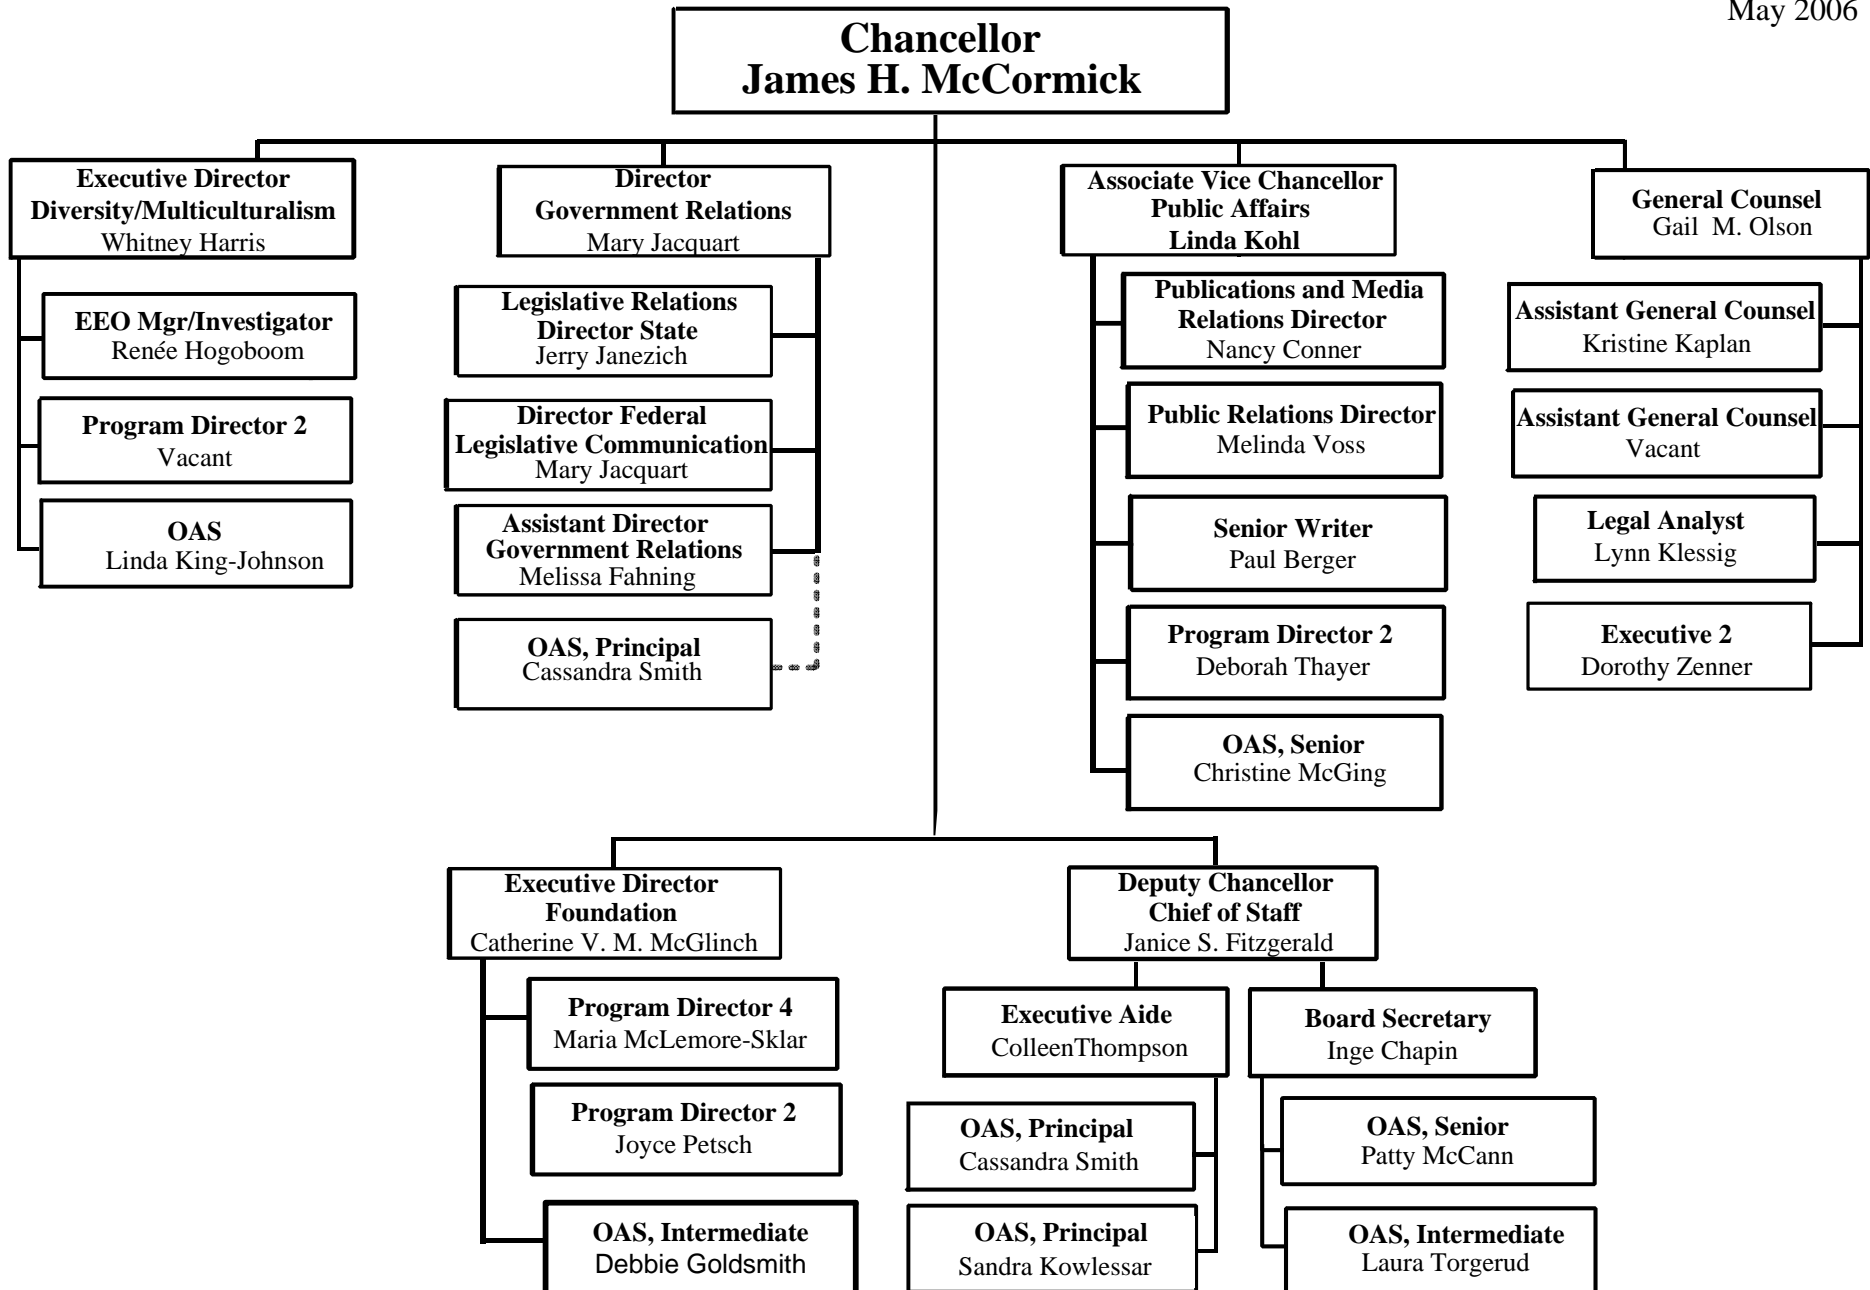 May 2006
Chancellor
James H. McCormick
Executive Director
Diversity/Multiculturalism
Whitney Harris
EEO Mgr/Investigator
Renée Hogoboom
Program Director 2
Vacant
OAS
Linda King-Johnson
Director
Government Relations
Mary Jacquart
Legislative Relations
Director State
Jerry Janezich
Director Federal
Legislative Communication
Mary Jacquart
Assistant Director
Government Relations
Melissa Fahning
OAS, Principal
Cassandra Smith
Associate Vice Chancellor
Public Affairs
Linda Kohl
Publications and Media
Relations Director
Nancy Conner
Public Relations Director
Melinda Voss
Senior Writer
Paul Berger
Program Director 2
Deborah Thayer
OAS, Senior
Christine McGing
General Counsel
Gail M. Olson
Assistant General Counsel
Kristine Kaplan
Assistant General Counsel
Vacant
Legal Analyst
Lynn Klessig
Executive 2
Dorothy Zenner
Executive Director
Foundation
Catherine V. M. McGlinch
Program Director 4
Maria McLemore-Sklar
Program Director 2
Joyce Petsch
OAS, Intermediate
Debbie Goldsmith
Deputy Chancellor
Chief of Staff
Janice S. Fitzgerald
Executive Aide
ColleenThompson
OAS, Principal
Cassandra Smith
OAS, Principal
Sandra Kowlessar
Board Secretary
Inge Chapin
OAS, Senior
Patty McCann
OAS, Intermediate
Laura Torgerud